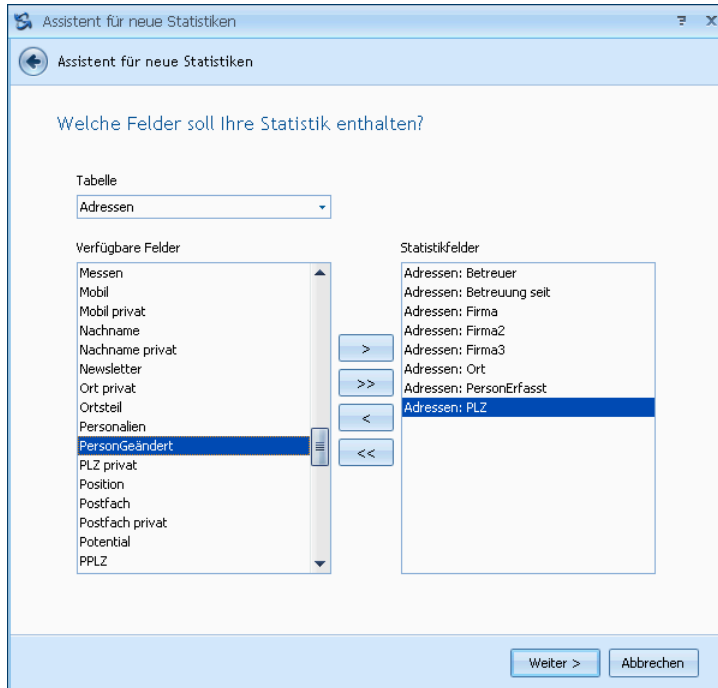 Assistent für neue Statistiken
Assistent für neue Statistiken
Welche Felder soll Ihre Statistik enthalten?
Tabelle
Adressen
Verfügbare Felder
Messen
Mobil
Mobil privat
Nachname
Nachname privat
Newsletter
Ort privat
Ortsteil
Personalien
PersonGeändert
PLZ privat
Position
Postfach
Postfach privat
Potential
PPLZ
>
>>
<
<<
Statistikfelder
Adressen: Betreuer
Adressen: Betreuung seit
Adressen: Firma
Adressen: Firma2
Adressen: Firma3
Adressen: Ort
Adressen: PersonErfasst
Adressen: PLZ
Weiter >
Abbrechen